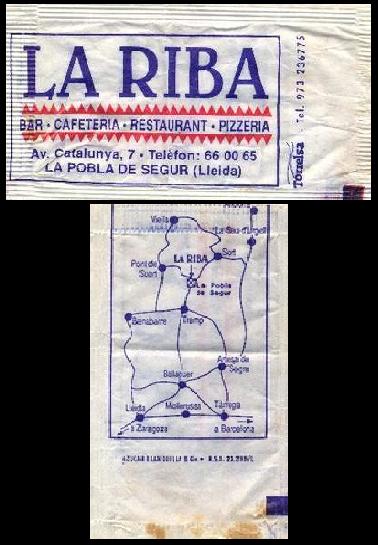 LA RIBA
BAR · CAFETERIA · RESTAURANT · PIZZERIA
Av. Catalunya, 7 · Telèfon: 66 00 65
LA POBLA DE SEGUR (Lleida)
Torrelsa - Tel. 973 236775
Viella
La Seu d'Urgell
Sort
LA RIBA
Pont de
Suert
La Pobla
de Segur
Benabarre
Tremp
Artesa de
Segre
Balaguer
Lleida
Mollerussa
Tàrrega
a Zaragoza
a Barcelona